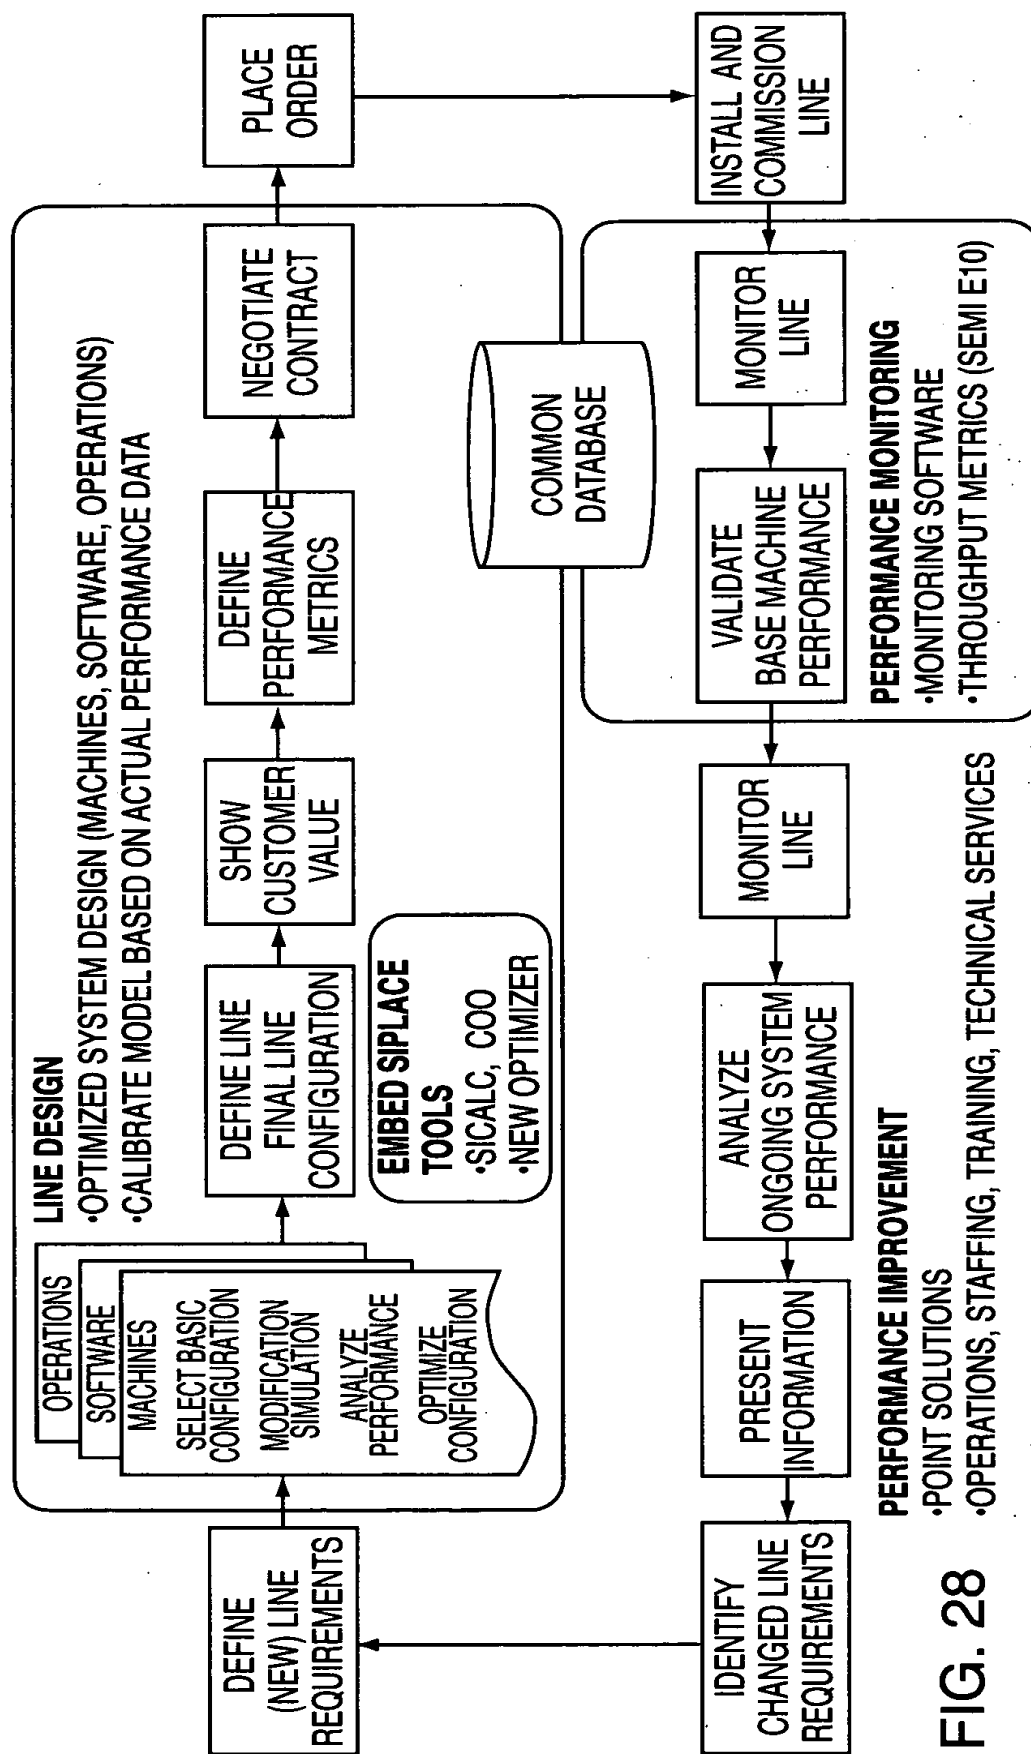 LINE DESIGN
•OPTIMIZED SYSTEM DESIGN (MACHINES, SOFTWARE, OPERATIONS)
•CALIBRATE MODEL BASED ON ACTUAL PERFORMANCE DATA
DEFINE
(NEW) LINE
REQUIREMENTS
OPERATIONS
SOFTWARE
MACHINES
SELECT BASIC
CONFIGURATION
MODIFICATION
SIMULATION
ANALYZE
PERFORMANCE
OPTIMIZE
CONFIGURATION
DEFINE LINE
FINAL LINE
CONFIGURATION
SHOW
CUSTOMER
VALUE
DEFINE
PERFORMANCE
METRICS
NEGOTIATE
CONTRACT
PLACE
ORDER
EMBED SIPLACE
TOOLS
•SICALC, COO
•NEW OPTIMIZER
COMMON
DATABASE
INSTALL AND
COMMISSION
LINE
MONITOR
LINE
VALIDATE
BASE MACHINE
PERFORMANCE
PERFORMANCE MONITORING
•MONITORING SOFTWARE
•THROUGHPUT METRICS (SEMI E10)
MONITOR
LINE
ANALYZE
ONGOING SYSTEM
PERFORMANCE
PRESENT
INFORMATION
IDENTIFY
CHANGED LINE
REQUIREMENTS
PERFORMANCE IMPROVEMENT
•POINT SOLUTIONS
•OPERATIONS, STAFFING, TRAINING, TECHNICAL SERVICES
FIG. 28